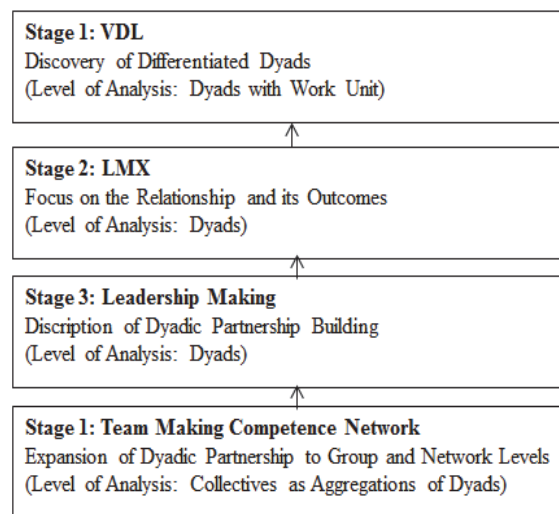 Stage 1: VDL
Discovery of Differentiated Dyads
(Level of Analysis: Dyads with Work Unit)
Stage 2: LMX
Focus on the Relationship and its Outcomes
(Level of Analysis: Dyads)
Stage 3: Leadership Making
Discription of Dyadic Partnership Building
(Level of Analysis: Dyads)
Stage 1: Team Making Competence Network
Expansion of Dyadic Partnership to Group and Network Levels
(Level of Analysis: Collectives as Aggregations of Dyads)